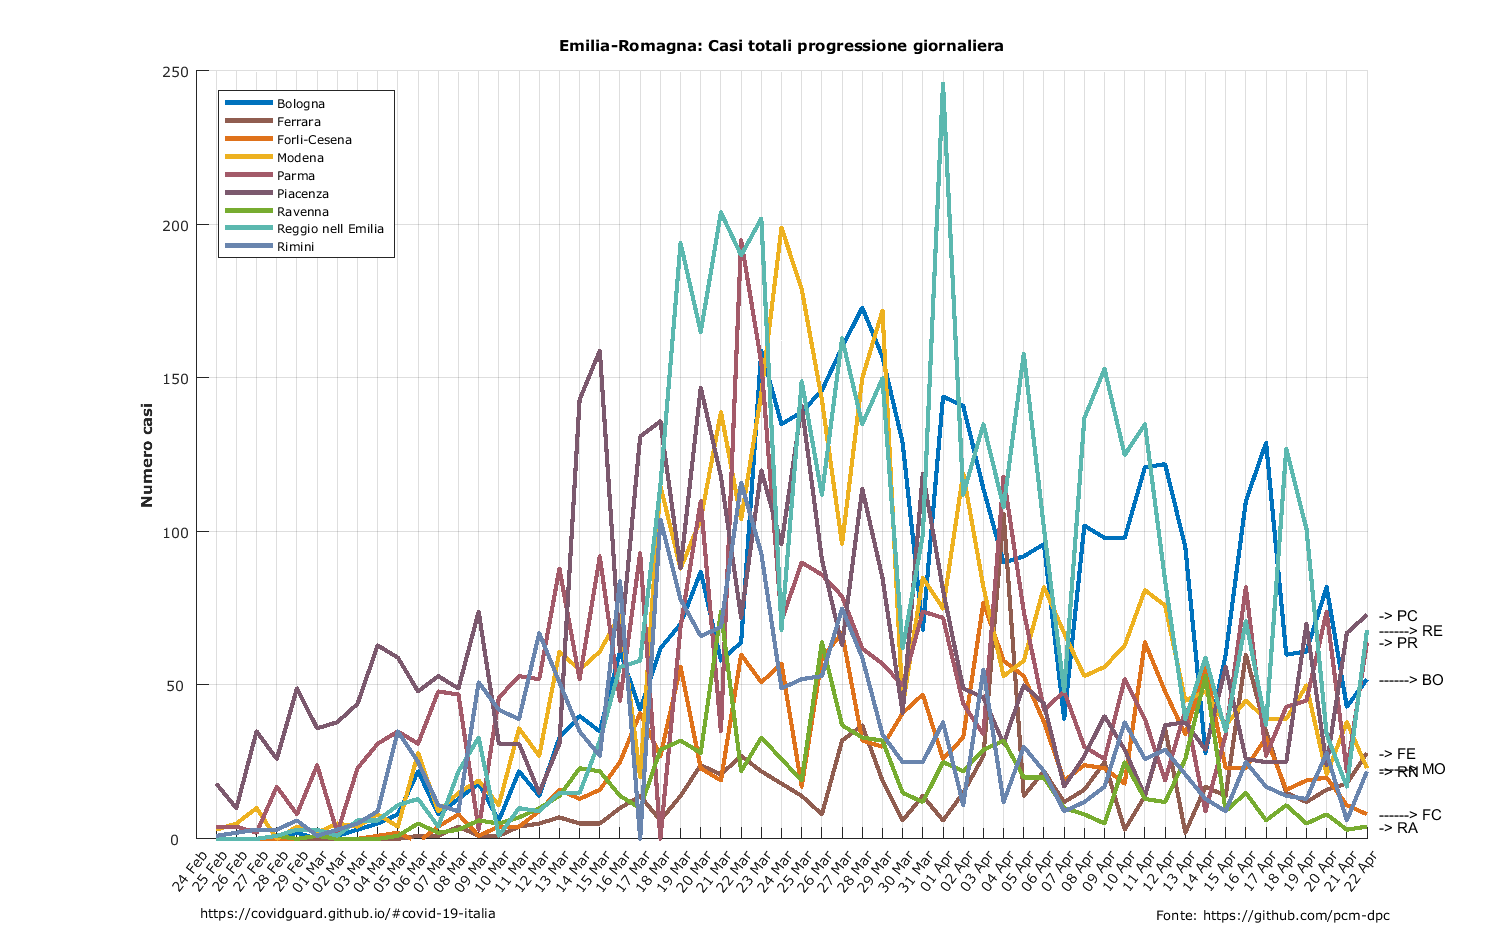 Emilia-Romagna: Casi totali progressione giornaliera
250
200
150
100
50
0
Numero casi
Bologna
Ferrara
Forli-Cesena
Modena
Parma
Piacenza
Ravenna
Reggio nell Emilia
Rimini
-> PC
------> RE
-> PR
------> BO
-> FE
------> MO
-> RN
------> FC
-> RA
24 Feb
25 Feb
26 Feb
27 Feb
28 Feb
29 Feb
01 Mar
02 Mar
03 Mar
04 Mar
05 Mar
06 Mar
07 Mar
08 Mar
09 Mar
10 Mar
11 Mar
12 Mar
13 Mar
14 Mar
15 Mar
16 Mar
17 Mar
18 Mar
19 Mar
20 Mar
21 Mar
22 Mar
23 Mar
24 Mar
25 Mar
26 Mar
27 Mar
28 Mar
29 Mar
30 Mar
31 Mar
01 Apr
02 Apr
03 Apr
04 Apr
05 Apr
06 Apr
07 Apr
08 Apr
09 Apr
10 Apr
11 Apr
12 Apr
13 Apr
14 Apr
15 Apr
16 Apr
17 Apr
18 Apr
19 Apr
20 Apr
21 Apr
22 Apr
https://covidguard.github.io/#covid-19-italia
Fonte: https://github.com/pcm-dpc